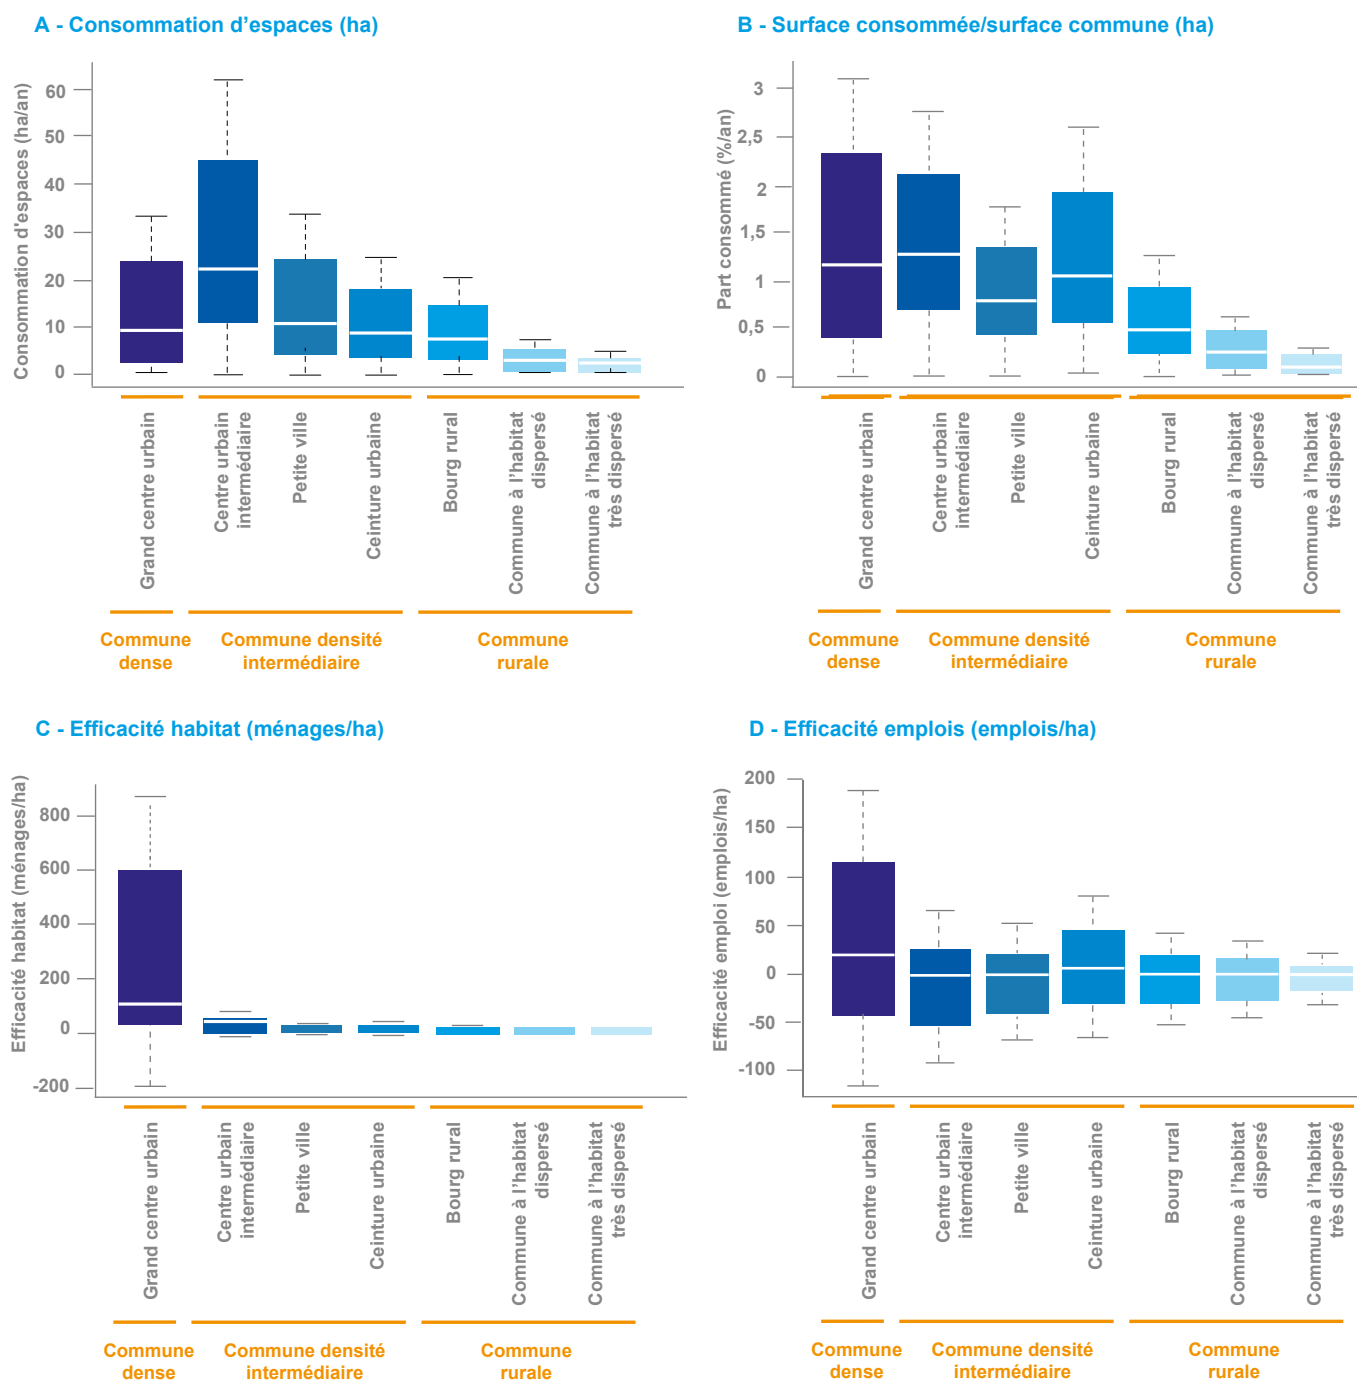 A - Consommation d'espaces (ha)
Consommation d'espaces (ha/an)
60
50
40
30
20
10
0
Grand centre urbain
Centre urbain
intermédiaire
Petite ville
Ceinture urbaine
Bourg rural
Commune à l'habitat
dispersé
Commune à l'habitat
très dispersé
Commune
dense
Commune densité
intermédiaire
Commune
rurale
B - Surface consommée/surface commune (ha)
Part consommé (%/an)
3
2,5
2
1,5
1
0,5
0
Grand centre urbain
Centre urbain
intermédiaire
Petite ville
Ceinture urbaine
Bourg rural
Commune à l'habitat
dispersé
Commune à l'habitat
très dispersé
Commune
dense
Commune densité
intermédiaire
Commune
rurale
C - Efficacité habitat (ménages/ha)
Efficacité habitat (ménages/ha)
800
600
400
200
0
-200
Grand centre urbain
Centre urbain
intermédiaire
Petite ville
Ceinture urbaine
Bourg rural
Commune à l'habitat
dispersé
Commune à l'habitat
très dispersé
Commune
dense
Commune densité
intermédiaire
Commune
rurale
D - Efficacité emplois (emplois/ha)
Efficacité emploi (emplois/ha)
200
150
100
50
0
-50
-100
Grand centre urbain
Centre urbain
intermédiaire
Petite ville
Ceinture urbaine
Bourg rural
Commune à l'habitat
dispersé
Commune à l'habitat
très dispersé
Commune
dense
Commune densité
intermédiaire
Commune
rurale